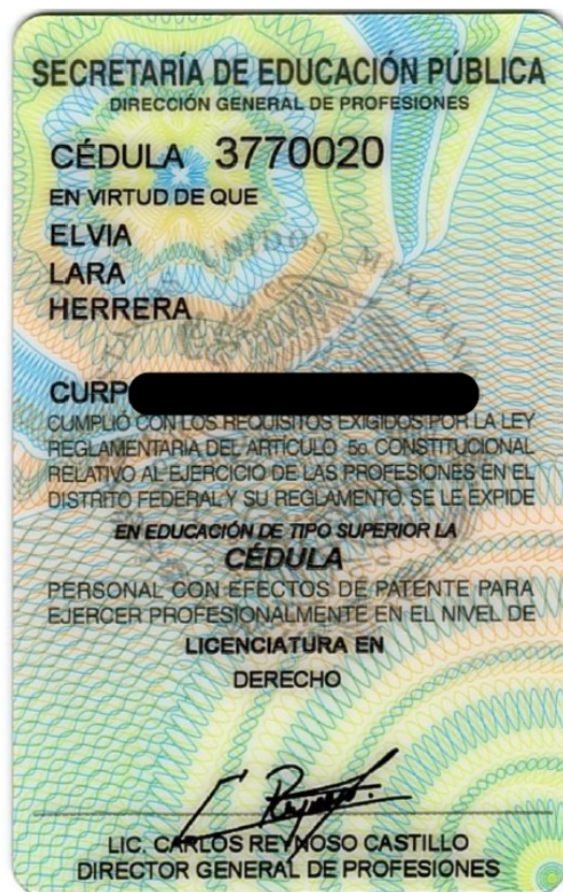 SECRETARÍA DE EDUCACIÓN PÚBLICA
DIRECCIÓN GENERAL DE PROFESIONES
CÉDULA 3770020
EN VIRTUD DE QUE
ELVIA
LARA
HERRERA
UNIDOS MEXICAN
CURP
CUMPLIÓ CON LOS REQUISITOS EXIGIDOS POR LA LEY
REGLAMENTARIA DEL ARTÍCULO 5o. CONSTITUCIONAL
RELATIVO AL EJERCICIO DE LAS PROFESIONES EN EL
DISTRITO FEDERAL Y SU REGLAMENTO, SE LE EXPIDE
EN EDUCACIÓN DE TIPO SUPERIOR LA
CÉDULA
PERSONAL CON EFECTOS DE PATENTE PARA
EJERCER PROFESIONALMENTE EN EL NIVEL DE
LICENCIATURA EN
DERECHO
LIC. CARLOS REYNOSO CASTILLO
DIRECTOR GENERAL DE PROFESIONES